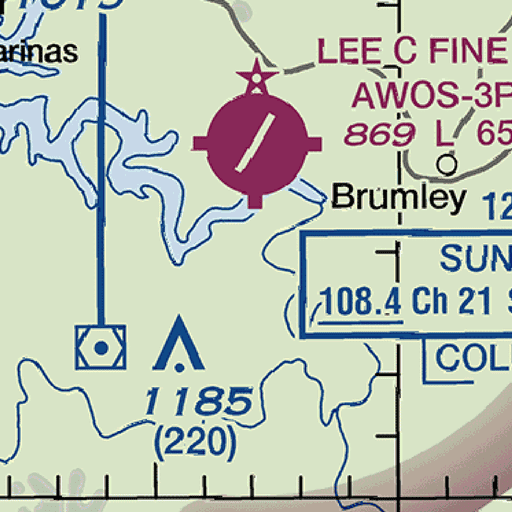 LEE C FINE
arinas
AWOS-3P
869 L 65
Brumley
12
SUN
108.4 Ch 21
COL
1185
(220)